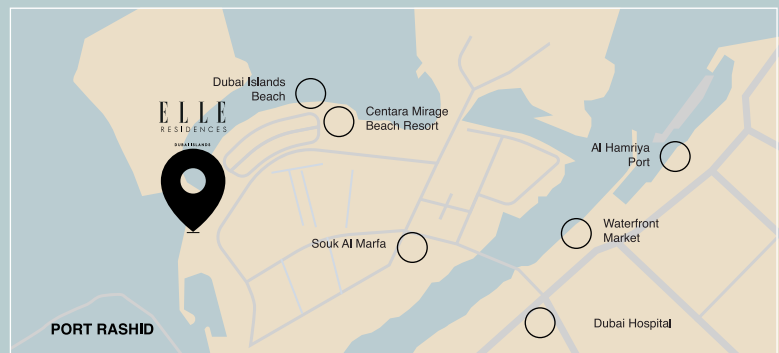 Dubai Islands
Beach
ELLE
RESIDENCES
DUBAI ISLANDS
Centara Mirage
Beach Resort
Al Hamriya
Port
Souk Al Marfa
Waterfront
Market
PORT RASHID
Dubai Hospital